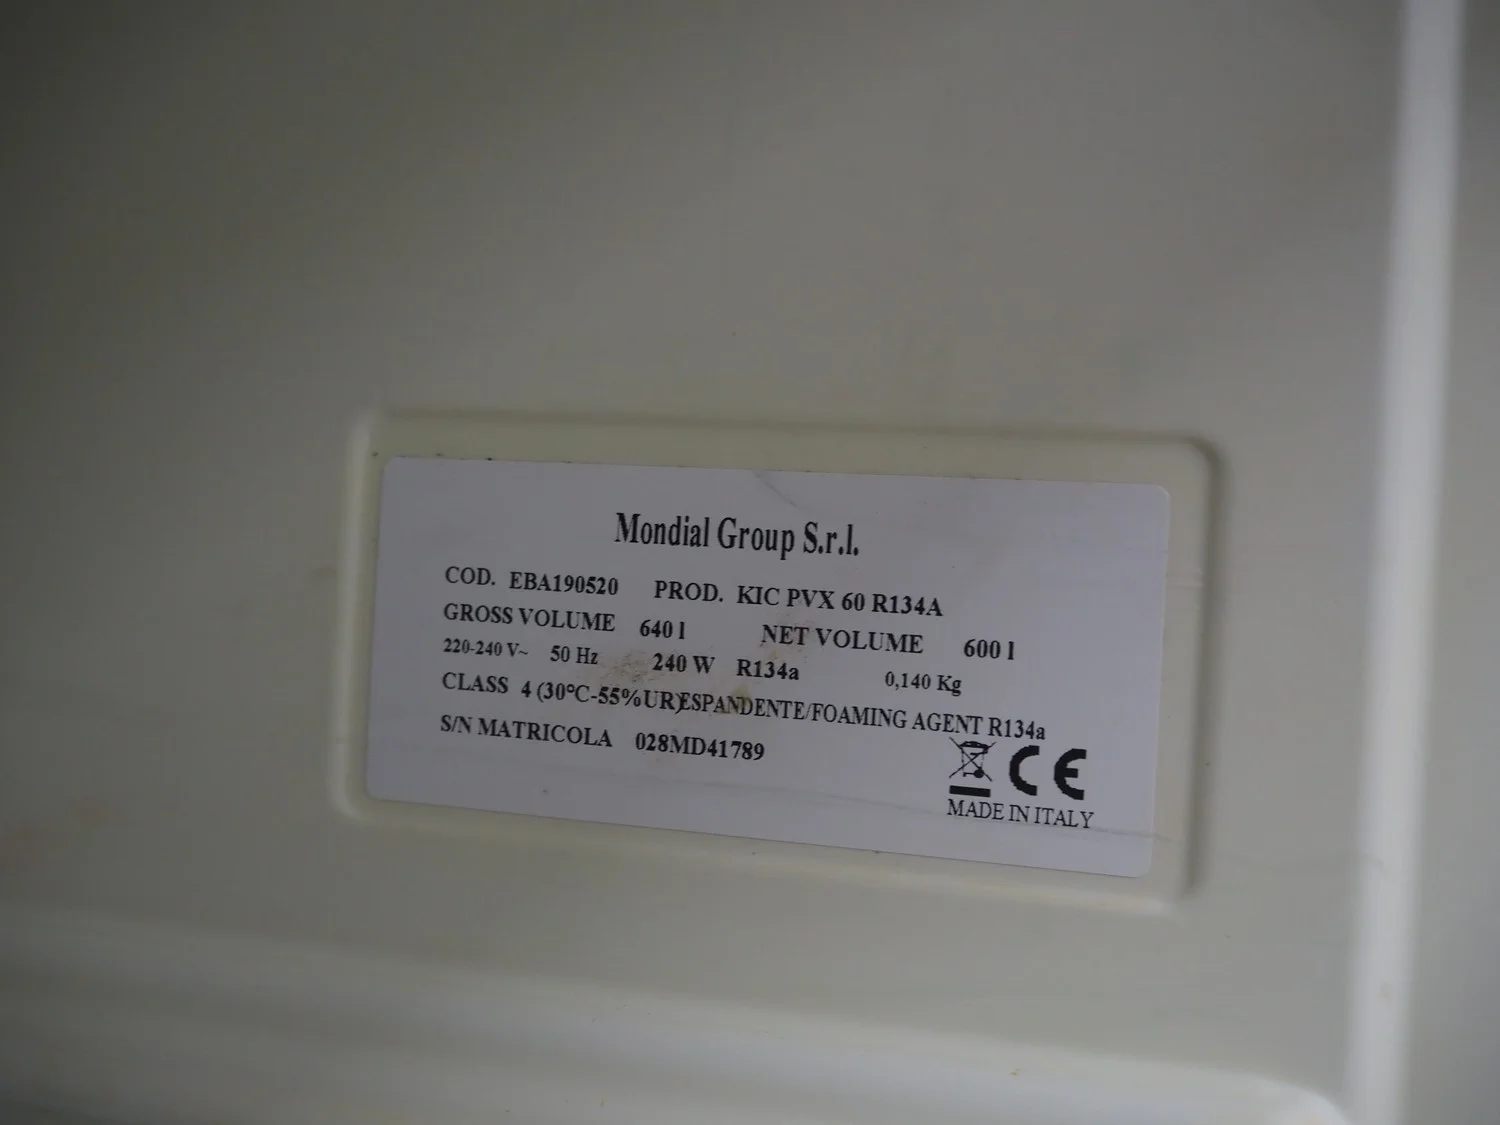 Mondial Group S.r.l.
COD. EBA190520 PROD. KIC PVX 60 R134A
GROSS VOLUME 640 l NET VOLUME 600 l
220-240 V~ 50 Hz 240 W R134a 0,140 Kg
CLASS 4 (30°C-55%UR)ESPANDENTE/FOAMING AGENT R134a
S/N MATRICOLA 028MD41789
CE
MADE IN ITALY